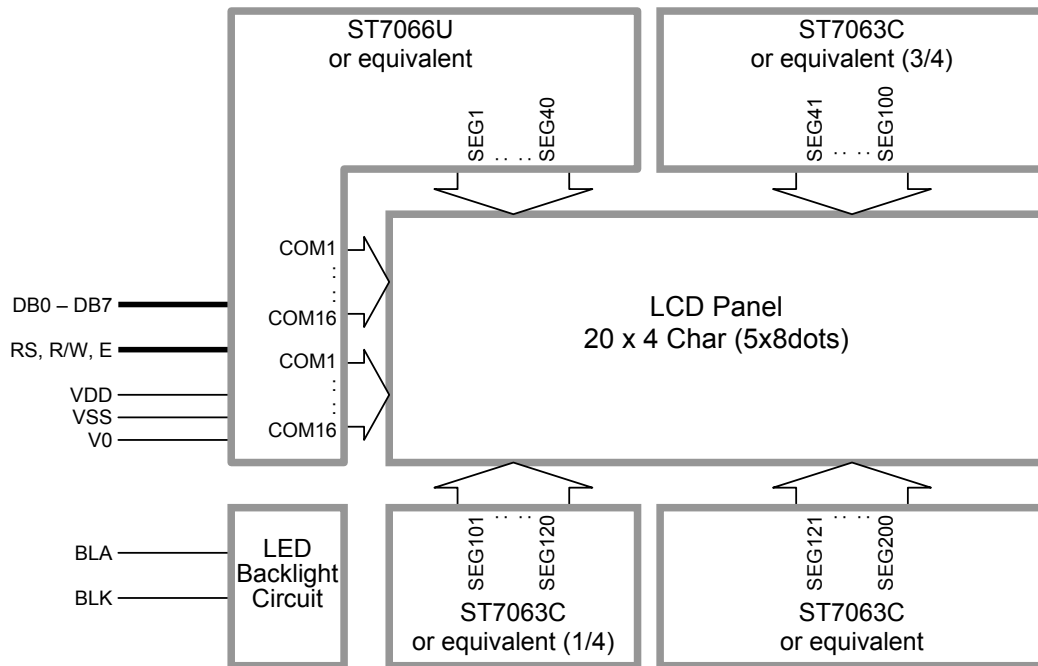 ST7066U
or equivalent
SEG1
.. ..
SEG40
ST7063C
or equivalent (3/4)
SEG41
.. ..
SEG100
COM1
.....
COM16
COM1
.....
COM16
DB0 – DB7
RS, R/W, E
VDD
VSS
V0
LCD Panel
20 x 4 Char (5x8dots)
BLA
BLK
LED
Backlight
Circuit
SEG101
.. ..
SEG120
ST7063C
or equivalent (1/4)
SEG121
.. ..
SEG200
ST7063C
or equivalent